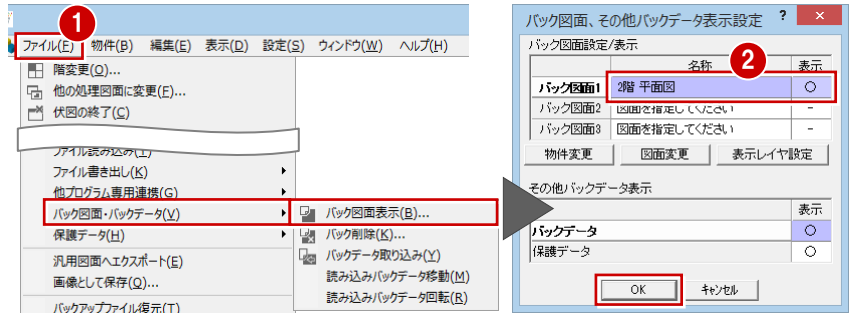 1
ファイル(F) 物件(B) 編集(E) 表示(D) 設定(S) ウィンドウ(W) ヘルプ(H)
階変更(O)...
他の処理図面に変更(F)...
伏図の終了(C)
ファイル読み込み(I)
ファイル書き出し(K)
他プログラム専用連携(G)
バック図面・バックデータ(V)
保護データ(H)
汎用図面へエクスポート(E)
画像として保存(Q)...
バックアップファイル復元(T)
バック図面表示(B)...
バック削除(K)...
バックデータ取り込み(Y)
読み込みバックデータ移動(M)
読み込みバックデータ回転(R)
バック図面、その他バックデータ表示設定 ? ×
バック図面設定/表示
2
名称 表示
バック図面1 2階 平面図 ○
バック図面2 図面を指定してください -
バック図面3 図面を指定してください -
物件変更 図面変更 表示レイヤ設定
その他バックデータ表示
表示
バックデータ ○
保護データ ○
OK キャンセル